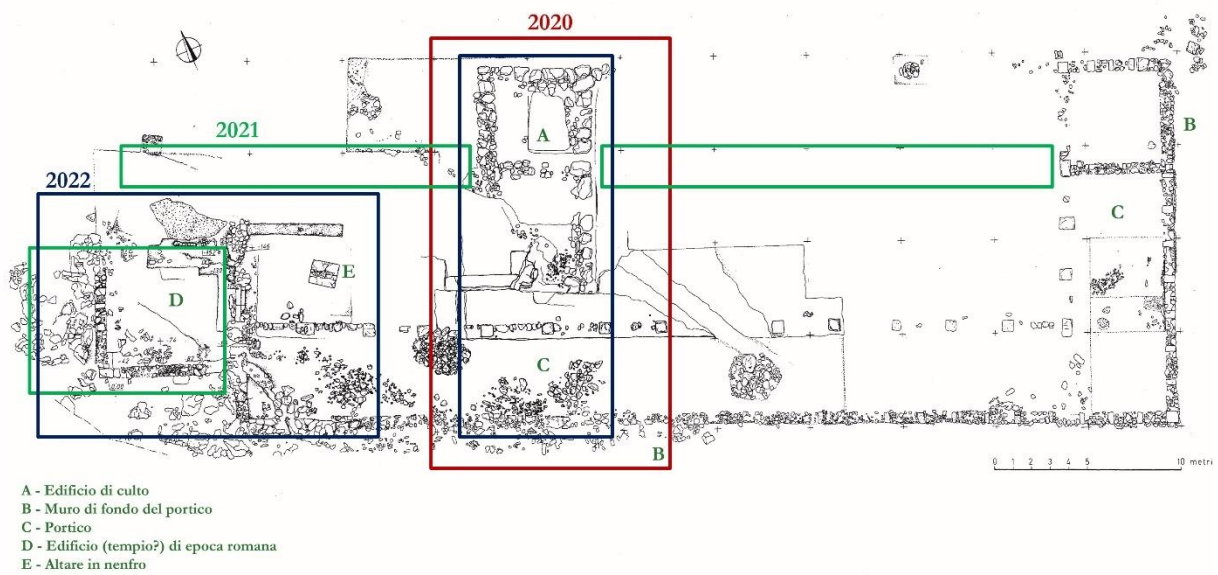 2020
2021
2022
A
B
C
D
E
C
B
0 1 2 3 4 5 10 metri
A - Edificio di culto
B - Muro di fondo del portico
C - Portico
D - Edificio (tempio?) di epoca romana
E - Altare in nenfro